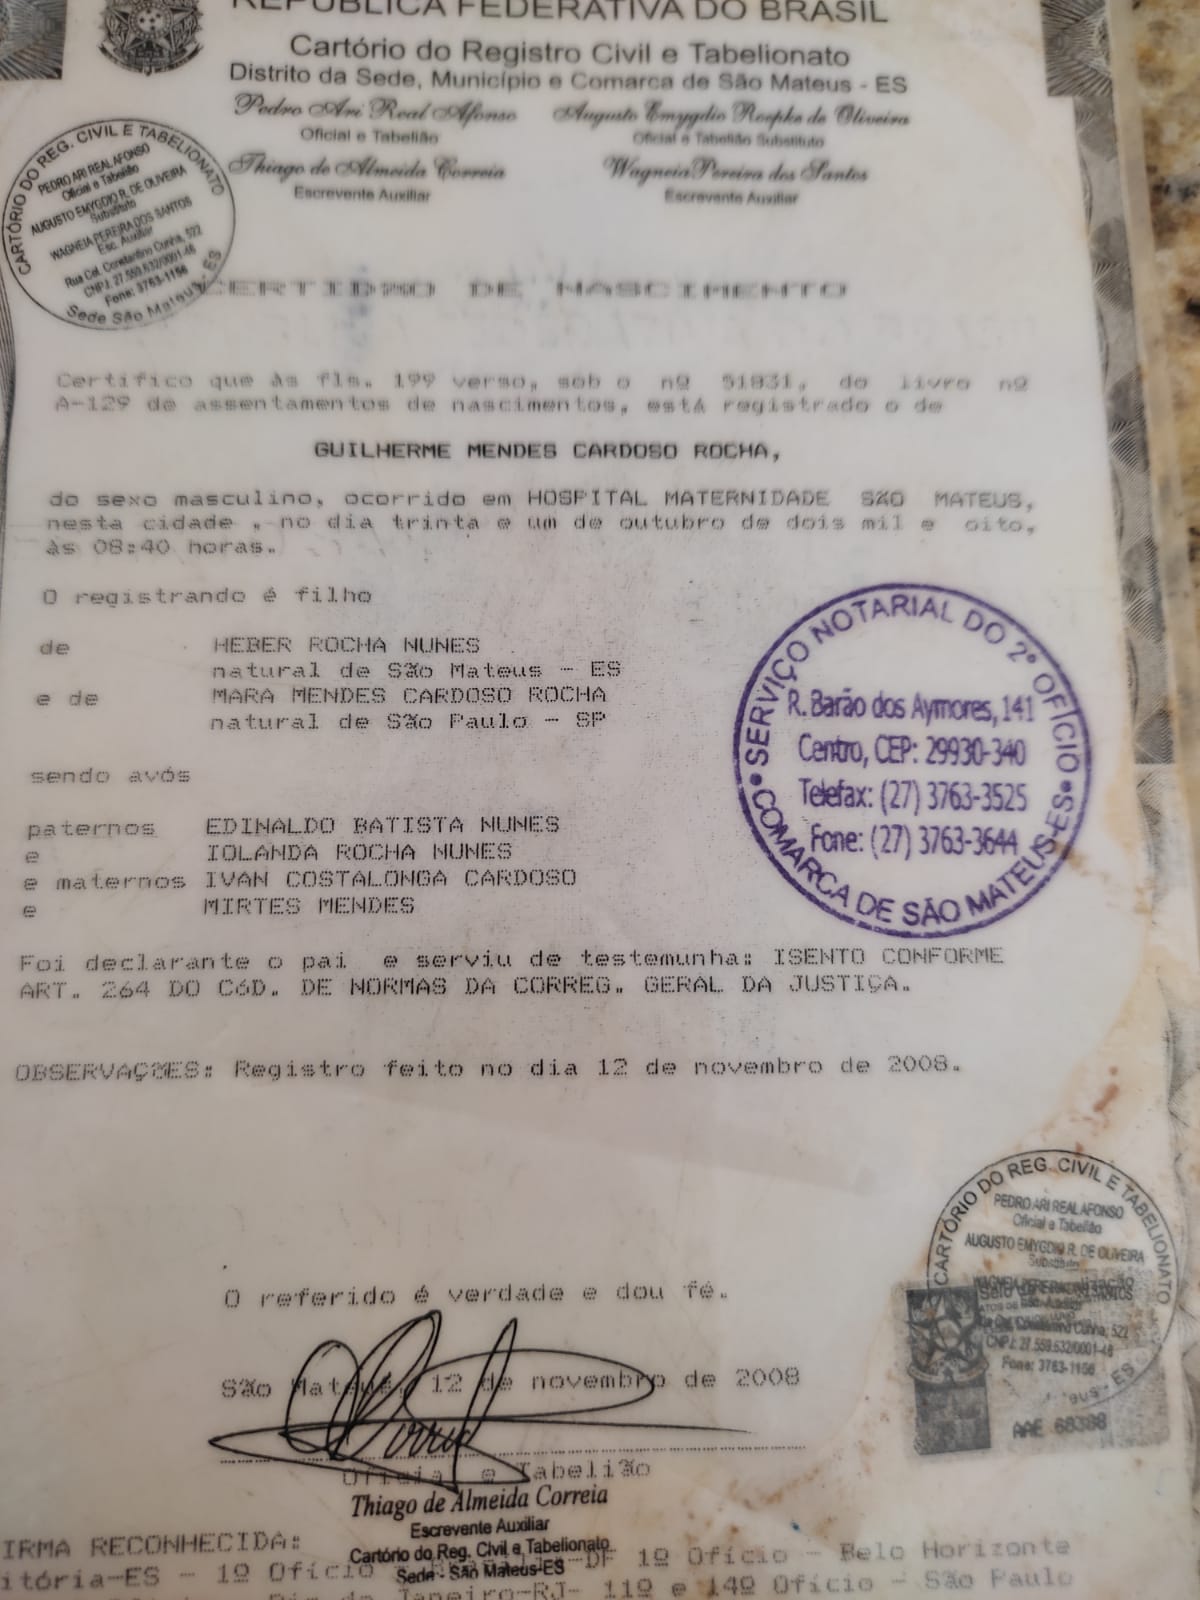 REPÚBLICA FEDERATIVA DO BRASIL
Cartório do Registro Civil e Tabelionato
Distrito da Sede, Município e Comarca de São Mateus - ES
Pedro Ari Real Afonso
Oficial e Tabelião
Augusto Emygdio Roepke de Oliveira
Oficial e Tabelião Substituto
Thiago de Almeida Correia
Escrevente Auxiliar
Wagneia Pereira dos Santos
Escrevente Auxiliar
CARTÓRIO DO REG. CIVIL E TABELIONATO
PEDRO ARI REAL AFONSO
Oficial e Tabelião
AUGUSTO EMYGDIO R. DE OLIVEIRA
Substituto
WAGNEIA PEREIRA DOS SANTOS
Esc. Auxiliar
Rua Cel. Constantino Cunha, 522
CNPJ: 27.559.632/0001-48
Fone: 3763-1156
Sede São Mateus - ES
CERTIDÃO DE NASCIMENTO
Certifico que às fls. 199 verso, sob o nº 51831, do livro nº
A-129 de assentamentos de nascimentos, está registrado o de
GUILHERME MENDES CARDOSO ROCHA,
do sexo masculino, ocorrido em HOSPITAL MATERNIDADE SãO MATEUS,
nesta cidade , no dia trinta e um de outubro de dois mil e oito,
às 08:40 horas.
O registrando é filho
de HEBER ROCHA NUNES
natural de São Mateus - ES
e de MARA MENDES CARDOSO ROCHA
natural de São Paulo - SP
sendo avós
paternos EDINALDO BATISTA NUNES
e IOLANDA ROCHA NUNES
e maternos IVAN COSTALONGA CARDOSO
e MIRTES MENDES
SERVIÇO NOTARIAL DO 2º OFÍCIO
R. Barão dos Aymores, 141
Centro, CEP: 29930-340
Telefax: (27) 3763-3525
Fone: (27) 3763-3644
COMARCA DE SÃO MATEUS-ES
Foi declarante o pai e serviu de testemunha: ISENTO CONFORME
ART. 264 DO CóD. DE NORMAS DA CORREG. GERAL DA JUSTIÇA.
OBSERVAÇÕES: Registro feito no dia 12 de novembro de 2008.
CARTÓRIO DO REG. CIVIL E TABELIONATO
PEDRO ARI REAL AFONSO
Oficial e Tabelião
AUGUSTO EMYGDIO R. DE OLIVEIRA
Substituto
522
CNPJ: 27.559.632/0001-48
Fone: 3763-1156
ES
AAE 68388
O referido é verdade e dou fé.
São Mateus, 12 de novembro de 2008
Oficial e Tabelião
Thiago de Almeida Correia
Escrevente Auxiliar
Cartório do Reg. Civil e Tabelionato
Sede - São Mateus-ES
IRMA RECONHECIDA:
itória-ES - 1º Ofício DF 1º Ofício - Belo Horizonte
de Janeiro-RJ- 11º e 14º Ofício - São Paulo